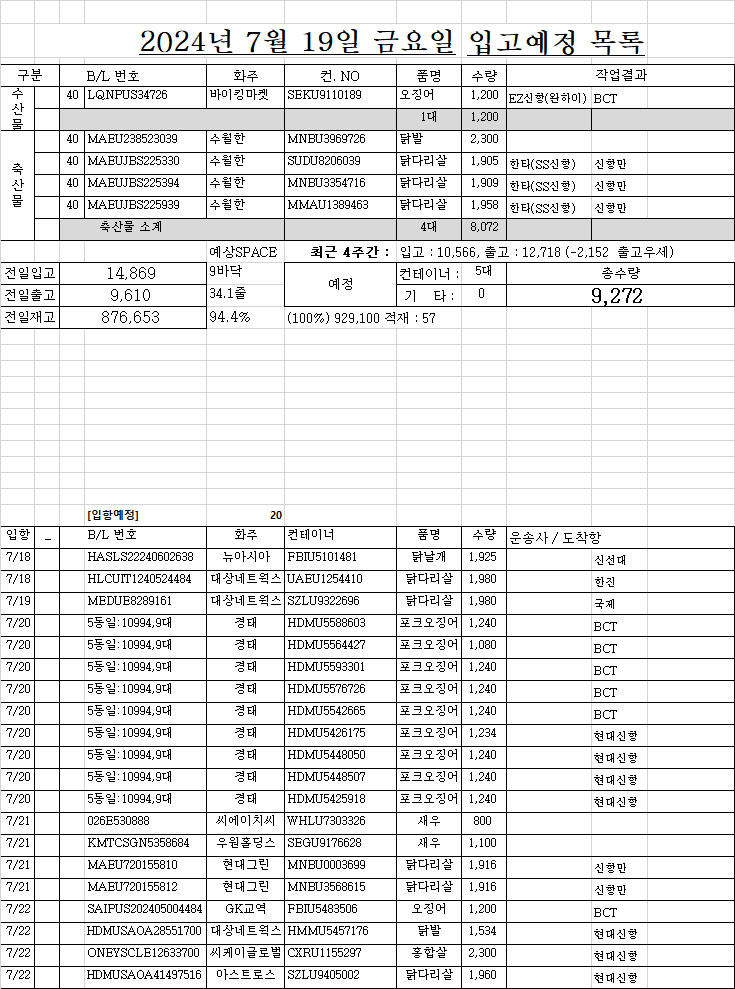 2024년 7월 19일 금요일 입고예정 목록
구분 B/L 번호 화주 컨. NO 품명 수량 작업결과
수산물 40 LQNPUS34726 바이킹마켓 SEKU9110189 오징어 1,200 EZ신항(완하이) BCT
1대 1,200
축산물 40 MAEU238523039 수월한 MNBU3969726 닭발 2,300
40 MAEUJBS225330 수월한 SUDU8206039 닭다리살 1,905 한타(SS신항) 신항만
40 MAEUJBS225394 수월한 MNBU3354716 닭다리살 1,909 한타(SS신항) 신항만
40 MAEUJBS225939 수월한 MMAU1389463 닭다리살 1,958 한타(SS신항) 신항만
축산물 소계 4대 8,072
예상SPACE 최근 4주간 : 입고 : 10,566, 출고 : 12,718 (-2,152 출고우세)
전일입고 14,869 9바닥 예정 컨테이너 : 5대 총수량
전일출고 9,610 34.1줄 기 타 : 0 9,272
전일재고 876,653 94.4% (100%) 929,100 적재 : 57
[입항예정] 20
입항 _ B/L 번호 화주 컨테이너 품명 수량 운송사 / 도착항
7/18 HASLS22240602638 뉴아시아 FBIU5101481 닭날개 1,925 신선대
7/18 HLCUIT1240524484 대상네트웍스 UAEU1254410 닭다리살 1,980 한진
7/19 MEDUE8289161 대상네트웍스 SZLU9322696 닭다리살 1,980 국제
7/20 5동일:10994,9대 경태 HDMU5588603 포크오징어 1,240 BCT
7/20 5동일:10994,9대 경태 HDMU5564427 포크오징어 1,080 BCT
7/20 5동일:10994,9대 경태 HDMU5593301 포크오징어 1,240 BCT
7/20 5동일:10994,9대 경태 HDMU5576726 포크오징어 1,240 BCT
7/20 5동일:10994,9대 경태 HDMU5542665 포크오징어 1,240 BCT
7/20 5동일:10994,9대 경태 HDMU5426175 포크오징어 1,234 현대신항
7/20 5동일:10994,9대 경태 HDMU5448050 포크오징어 1,240 현대신항
7/20 5동일:10994,9대 경태 HDMU5448507 포크오징어 1,240 현대신항
7/20 5동일:10994,9대 경태 HDMU5425918 포크오징어 1,240 현대신항
7/21 026E530888 씨에이치씨 WHLU7303326 새우 800
7/21 KMTCSGN5358684 우원홀딩스 SEGU9176628 새우 1,100
7/21 MAEU720155810 현대그린 MNBU0003699 닭다리살 1,916 신항만
7/21 MAEU720155812 현대그린 MNBU3568615 닭다리살 1,916 신항만
7/22 SAIPUS202405004484 GK교역 FBIU5483506 오징어 1,200 BCT
7/22 HDMUSAOA28551700 대상네트웍스 HMMU5457176 닭발 1,534 현대신항
7/22 ONEYSCLE12633700 씨케이글로벌 CXRU1155297 홍합살 2,300 현대신항
7/22 HDMUSAOA41497516 아스트로스 SZLU9405002 닭다리살 1,960 현대신항